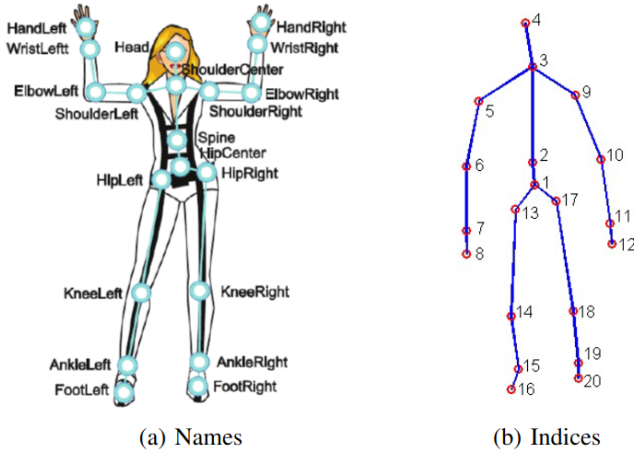 HandLeft
HandRight
WristLeftt
Head
WristRight
ShoulderCenter
ElbowLeft
ElbowRight
ShoulderLeft
ShoulderRight
Spine
HipCenter
HipLeft
HipRight
KneeLeft
KneeRight
AnkleLeft
AnkleRight
FootLeft
FootRight
(a) Names
4
3
5
9
6
2
10
1
13
17
7
11
8
12
14
18
15
19
16
20
(b) Indices